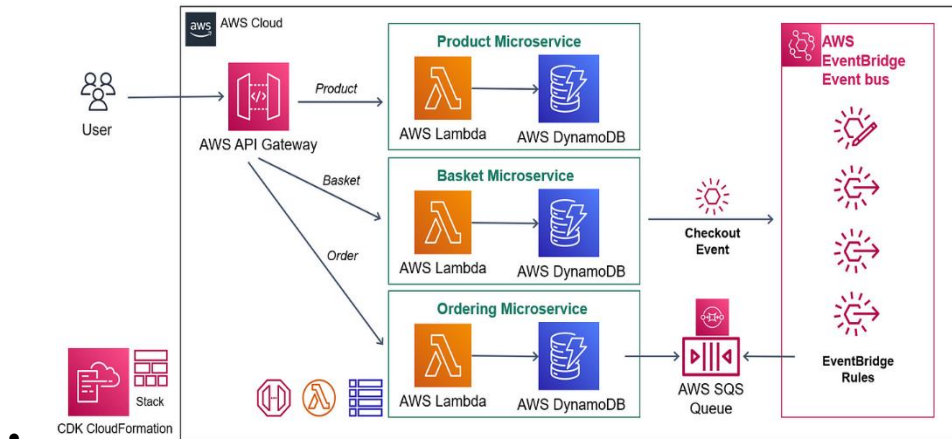 aws
AWS Cloud
Product Microservice
AWS
EventBridge
Event bus
User
AWS API Gateway
Product
AWS Lambda
AWS DynamoDB
Basket Microservice
Basket
AWS Lambda
AWS DynamoDB
Checkout
Event
Order
Ordering Microservice
AWS Lambda
AWS DynamoDB
AWS SQS
Queue
EventBridge
Rules
Stack
CDK CloudFormation